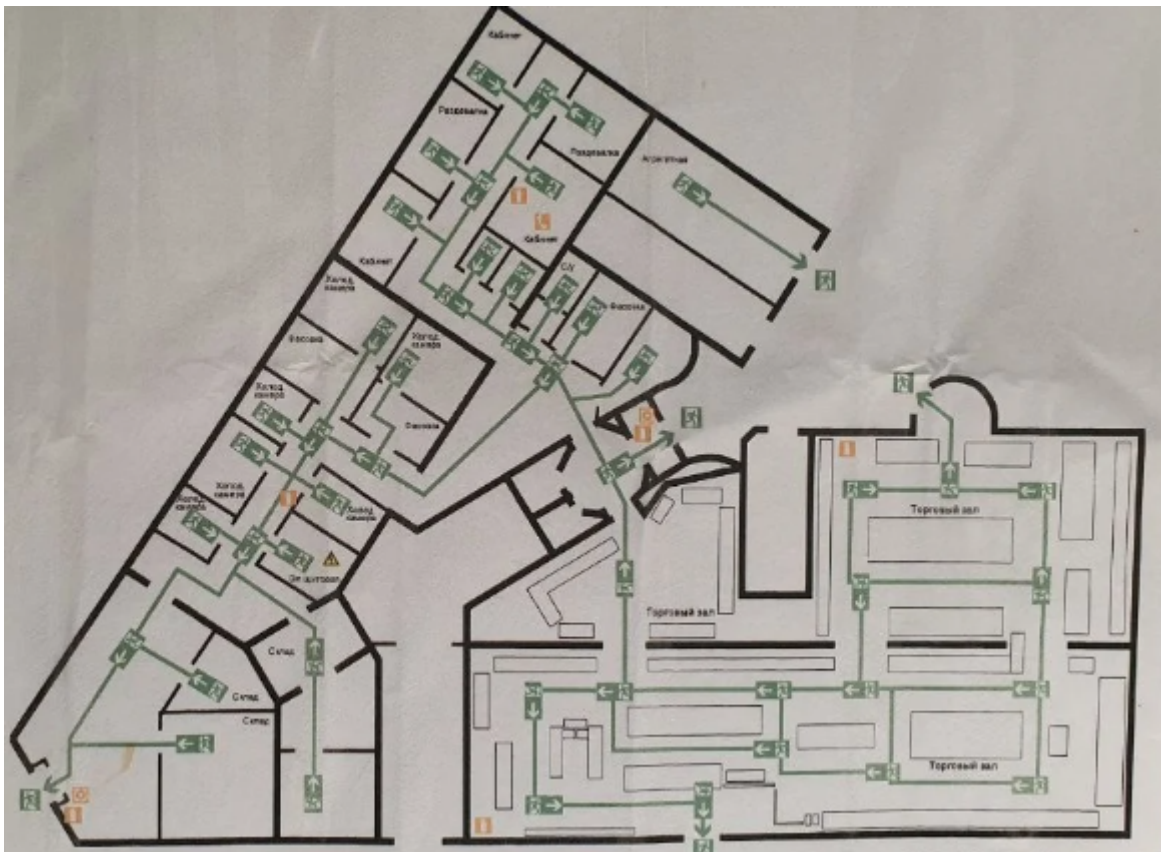 Кабинет
Раздевалка
Раздевалка
Агрегатная
Кабинет
Кабинет
С/У
Холод.
камера
Фасовка
Холод.
камера
Фасовка
Холод.
камера
Фасовка
Холод.
камера
Холод.
камера
Холод.
камера
Эл.щитовая
Торговый зал
Торговый зал
Склад
Склад
Склад
Торговый зал